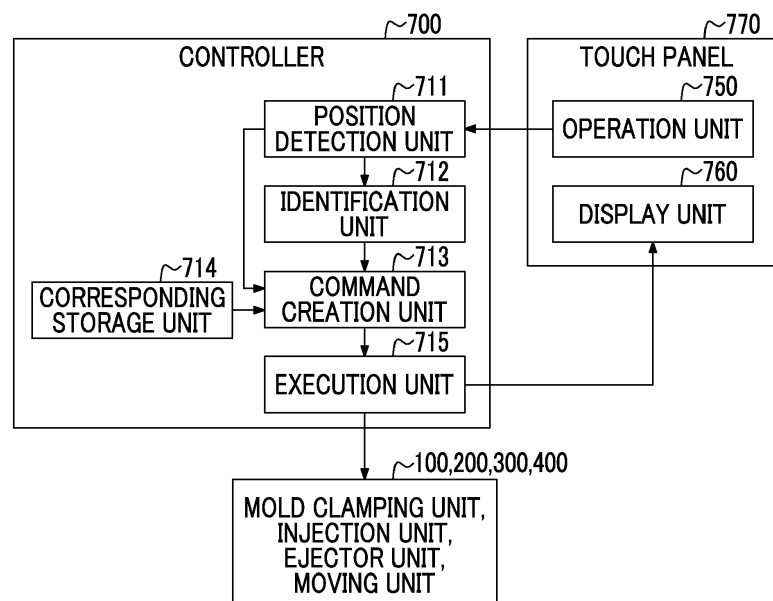 700
CONTROLLER
711
POSITION
DETECTION UNIT
712
IDENTIFICATION
UNIT
713
COMMAND
CREATION UNIT
714
CORRESPONDING
STORAGE UNIT
715
EXECUTION UNIT
770
TOUCH PANEL
750
OPERATION UNIT
760
DISPLAY UNIT
100,200,300,400
MOLD CLAMPING UNIT,
INJECTION UNIT,
EJECTOR UNIT,
MOVING UNIT